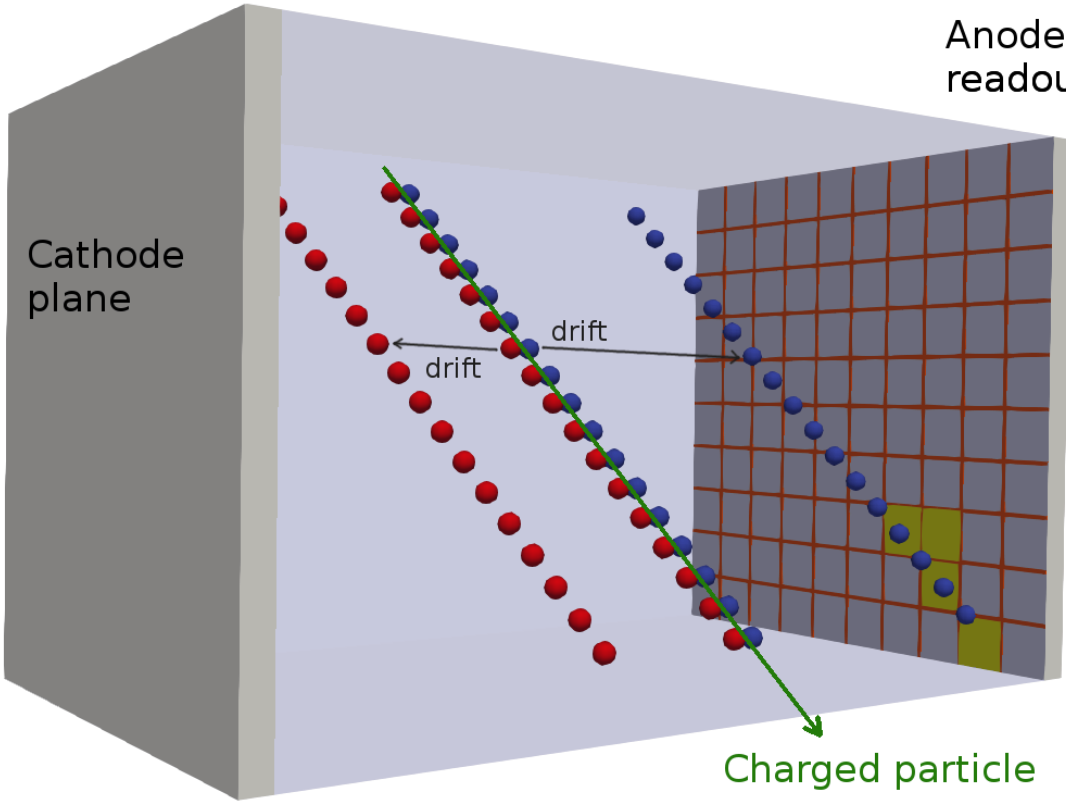 Anode
readou
Cathode
plane
drift
drift
Charged particle